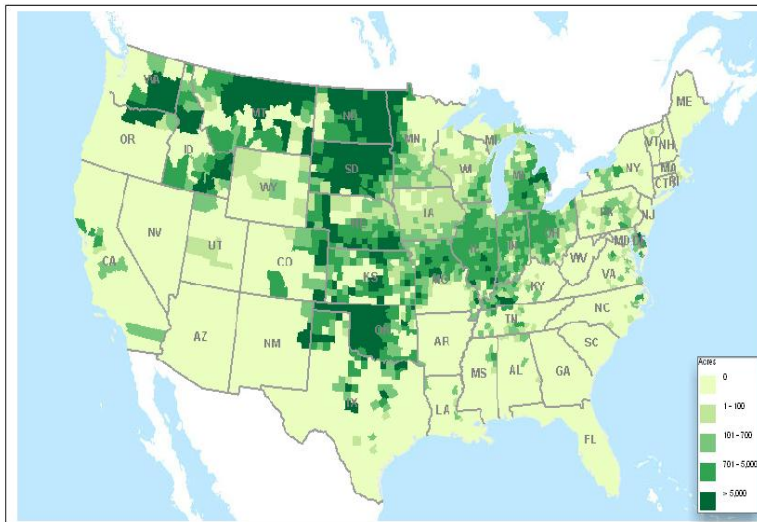 WA
MT
ND
MN
ME
OR
ID
SD
WI
MI
VT
NH
NY
MA
CT
RI
WY
IA
PA
NJ
NV
UT
CO
KS
WV
MD
VA
KY
CA
AZ
NM
OK
AR
TN
NC
SC
MS
AL
GA
TX
LA
FL
Acres
0
1 - 100
101 - 700
701 - 5,000
> 5,000